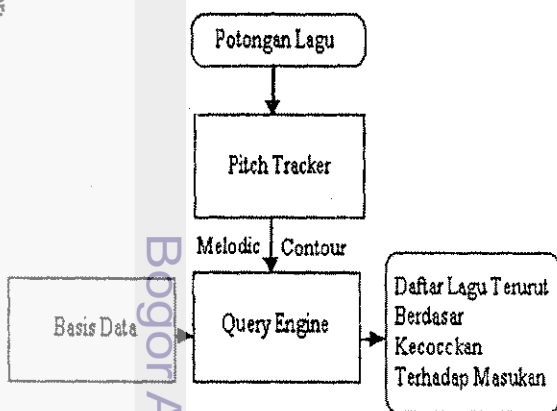 Potongan Lagu
Pitch Tracker
Melodic Contour
Basis Data
Query Engine
Daftar Lagu Terurut
Berdasar
Kecocokan
Terhadap Masukan
Bogor A